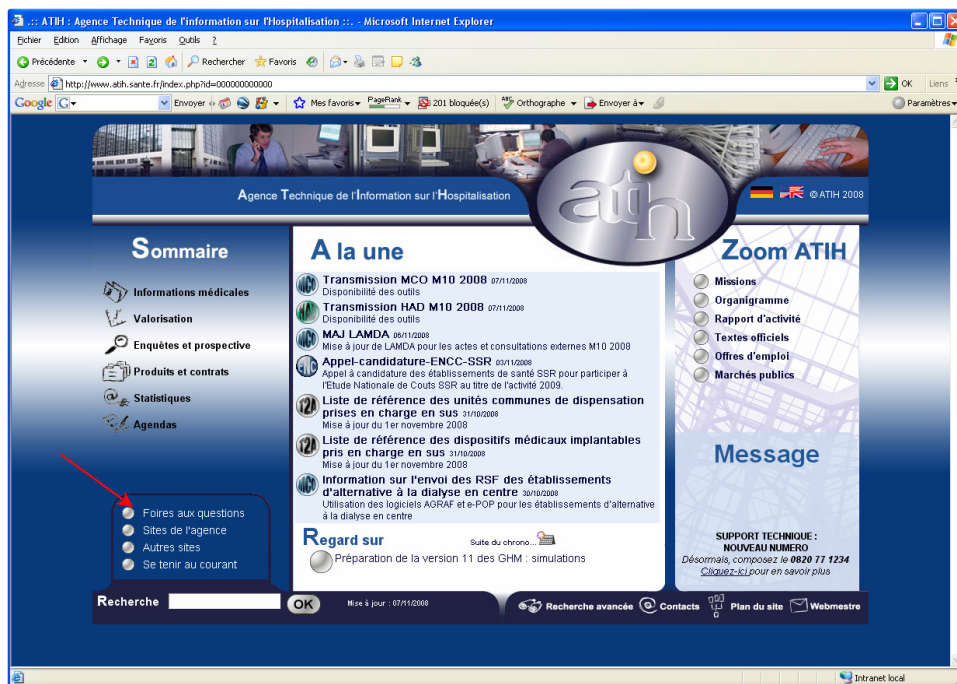 .:: ATIH : Agence Technique de l'information sur l'Hospitalisation ::. - Microsoft Internet Explorer
Fichier Edition Affichage Favoris Outils ?
Précédente Rechercher Favoris
Adresse http://www.atih.sante.fr/index.php?id=000000000000 OK Liens
Google G Envoyer Mes favoris PageRank 201 bloquée(s) Orthographe Envoyer à Paramètres
atih
Agence Technique de l'Information sur l'Hospitalisation
© ATIH 2008
Sommaire
Informations médicales
Valorisation
Enquêtes et prospective
Produits et contrats
Statistiques
Agendas
Foires aux questions
Sites de l'agence
Autres sites
Se tenir au courant
A la une
Transmission MCO M10 2008 07/11/2008
Disponibilité des outils
Transmission HAD M10 2008 07/11/2008
Disponibilité des outils
MAJ LAMDA 06/11/2008
Mise à jour de LAMDA pour les actes et consultations externes M10 2008
Appel-candidature-ENCC-SSR 03/11/2008
Appel à candidature des établissements de santé SSR pour participer à
l'Etude Nationale de Couts SSR au titre de l'activité 2009.
Liste de référence des unités communes de dispensation
prises en charge en sus 31/10/2008
Mise à jour du 1er novembre 2008
Liste de référence des dispositifs médicaux implantables
pris en charge en sus 31/10/2008
Mise à jour du 1er novembre 2008
Information sur l'envoi des RSF des établissements
d'alternative à la dialyse en centre 30/10/2008
Utilisation des logiciels AGRAF et e-POP pour les établissements d'alternative
à la dialyse en centre
Regard sur
Suite du chrono...
Préparation de la version 11 des GHM : simulations
Zoom ATIH
Missions
Organigramme
Rapport d'activité
Textes officiels
Offres d'emploi
Marchés publics
Message
SUPPORT TECHNIQUE :
NOUVEAU NUMERO
Désormais, composez le 0820 77 1234
Cliquez-ici pour en savoir plus
Recherche OK Mise à jour : 07/11/2008 Recherche avancée Contacts Plan du site Webmestre
Intranet local